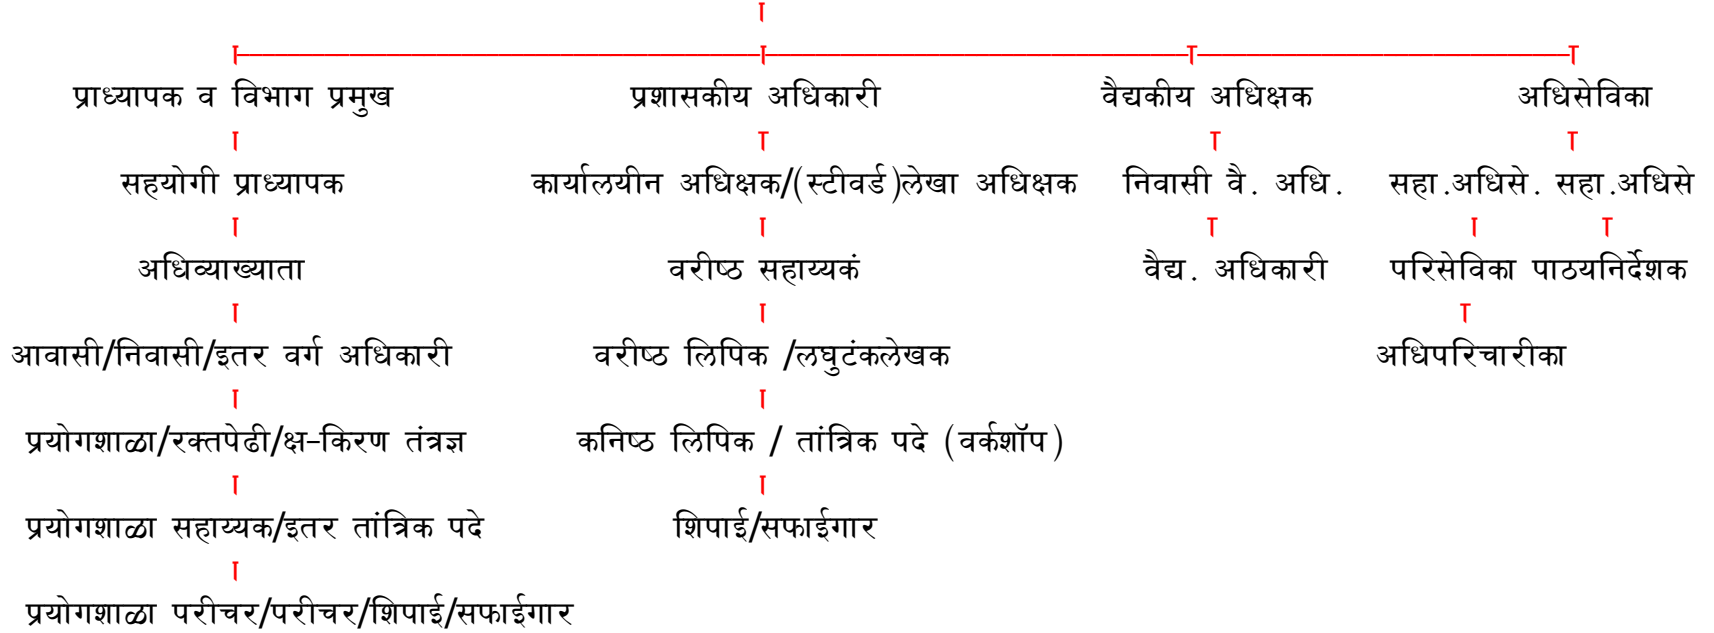 प्राध्यापक व विभाग प्रमुख प्रशासकीय अधिकारी वैद्यकीय अधिक्षक अधिसेविका
सहयोगी प्राध्यापक कार्यालयीन अधिक्षक/(स्टीवर्ड)लेखा अधिक्षक निवासी वै. अधि. सहा.अधिसे. सहा.अधिसे
अधिव्याख्याता वरीष्ठ सहाय्यकं वैद्य. अधिकारी परिसेविका पाठयनिर्देशक
आवासी/निवासी/इतर वर्ग अधिकारी वरीष्ठ लिपिक /लघुटंकलेखक अधिपरिचारीका
प्रयोगशाळा/रक्तपेढी/क्ष-किरण तंत्रज्ञ कनिष्ठ लिपिक / तांत्रिक पदे (वर्कशॉप)
प्रयोगशाळा सहाय्यक/इतर तांत्रिक पदे शिपाई/सफाईगार
प्रयोगशाळा परीचर/परीचर/शिपाई/सफाईगार